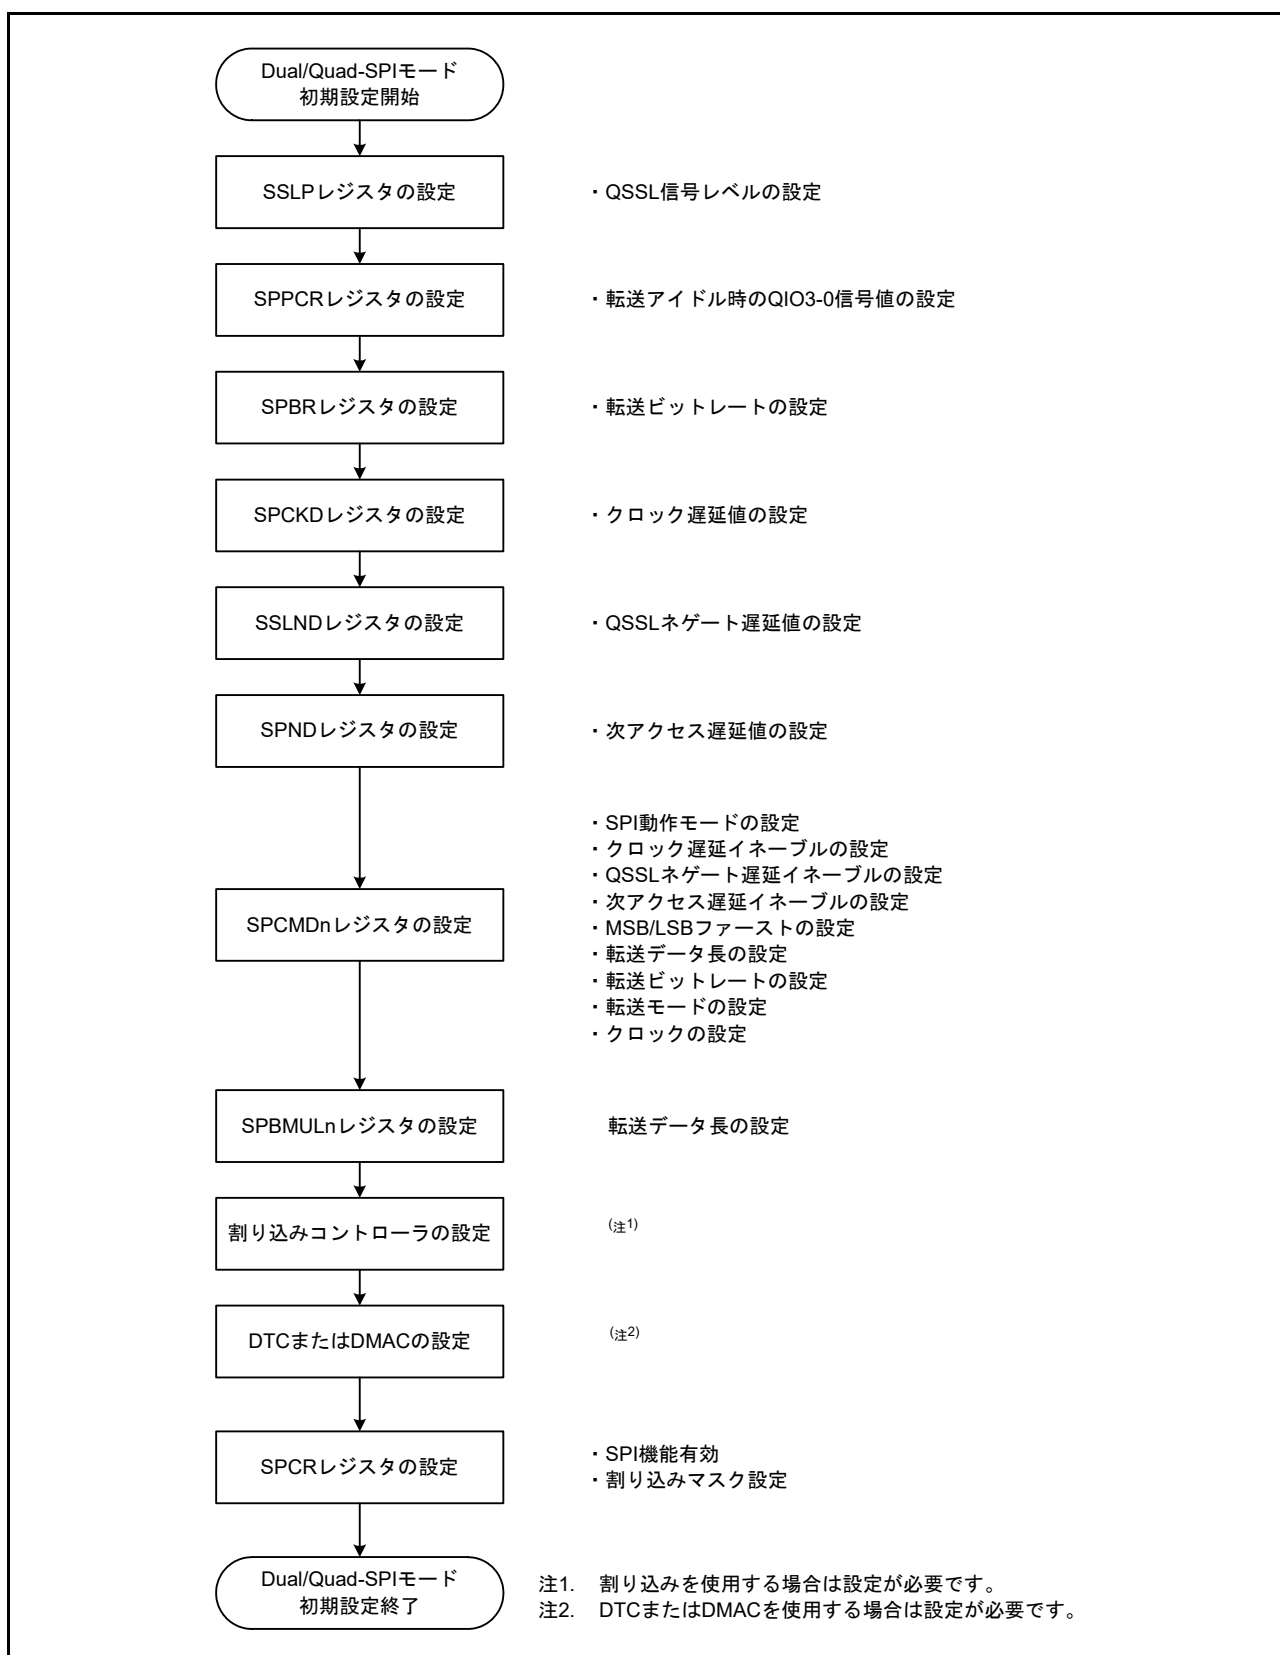 Dual/Quad-SPIモード
初期設定開始
SSLPレジスタの設定
・QSSL信号レベルの設定
SPPCRレジスタの設定
・転送アイドル時のQIO3-0信号値の設定
SPBRレジスタの設定
・転送ビットレートの設定
SPCKDレジスタの設定
・クロック遅延値の設定
SSLNDレジスタの設定
・QSSLネゲート遅延値の設定
SPNDレジスタの設定
・次アクセス遅延値の設定
SPCMDnレジスタの設定
・SPI動作モードの設定
・クロック遅延イネーブルの設定
・QSSLネゲート遅延イネーブルの設定
・次アクセス遅延イネーブルの設定
・MSB/LSBファーストの設定
・転送データ長の設定
・転送ビットレートの設定
・転送モードの設定
・クロックの設定
SPBMULnレジスタの設定
転送データ長の設定
割り込みコントローラの設定
(注1)
DTCまたはDMACの設定
(注2)
SPCRレジスタの設定
・SPI機能有効
・割り込みマスク設定
Dual/Quad-SPIモード
初期設定終了
注1. 割り込みを使用する場合は設定が必要です。
注2. DTCまたはDMACを使用する場合は設定が必要です。